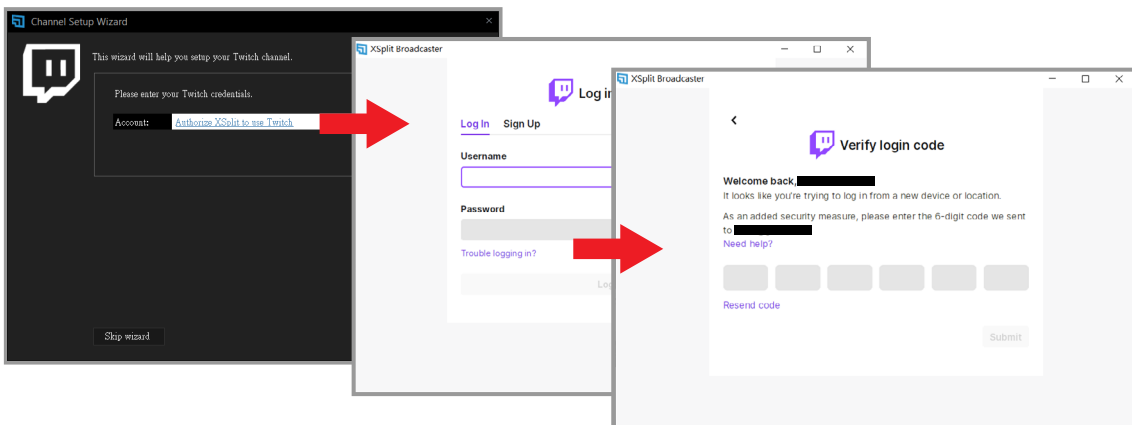 Channel Setup Wizard
This wizard will help you setup your Twitch channel.
Please enter your Twitch credentials.
Account: Authorize XSplit to use Twitch
Skip wizard
XSplit Broadcaster
Log in
Log In Sign Up
Username
Password
Trouble logging in?
Log
XSplit Broadcaster
Verify login code
Welcome back,
It looks like you're trying to log in from a new device or location.
As an added security measure, please enter the 6-digit code we sent
to
Need help?
Resend code
Submit